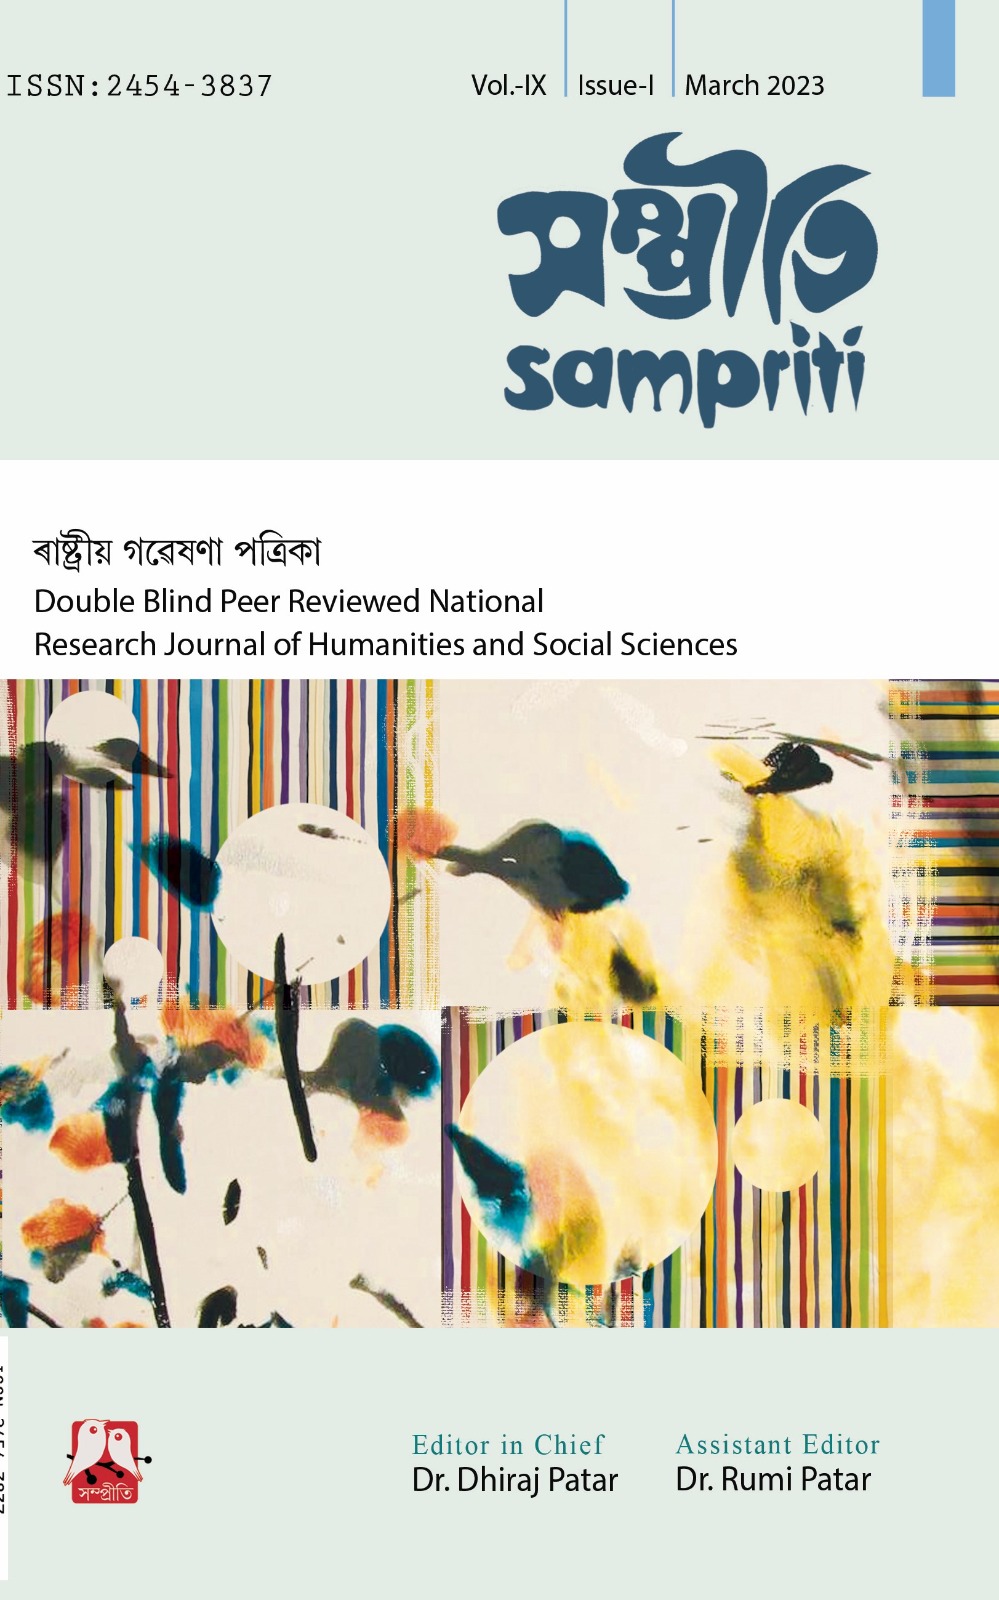 ISSN:2454-3837
Vol.-IX Issue-I March 2023
সম্প্ৰীতি
sampriti
ৰাষ্ট্ৰীয় গৱেষণা পত্ৰিকা
Double Blind Peer Reviewed National
Research Journal of Humanities and Social Sciences
Editor in Chief Assistant Editor
Dr. Dhiraj Patar Dr. Rumi Patar
সম্প্ৰীতি